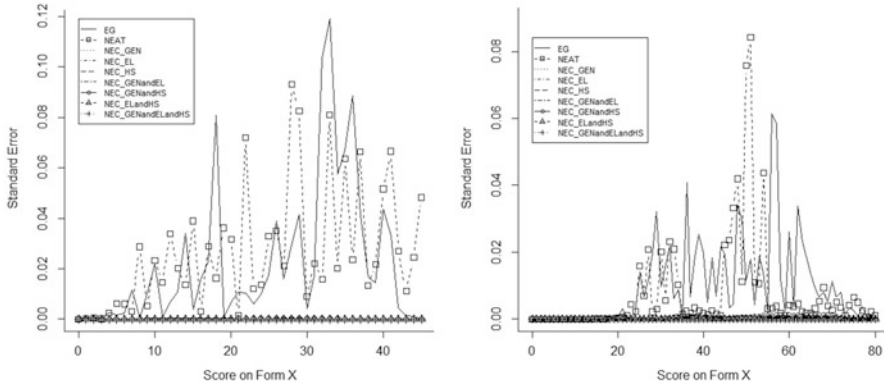 EG
NEAT
NEC_GEN
NEC_EL
NEC_HS
NEC_GENandEL
NEC_GENandHS
NEC_ELandHS
NEC_GENandELandHS
Standard Error
0.00
0.02
0.04
0.06
0.08
0.10
0.12
0
10
20
30
40
Score on Form X
EG
NEAT
NEC_GEN
NEC_EL
NEC_HS
NEC_GENandEL
NEC_GENandHS
NEC_ELandHS
NEC_GENandELandHS
Standard Error
0.00
0.02
0.04
0.06
0.08
0
20
40
60
80
Score on Form X